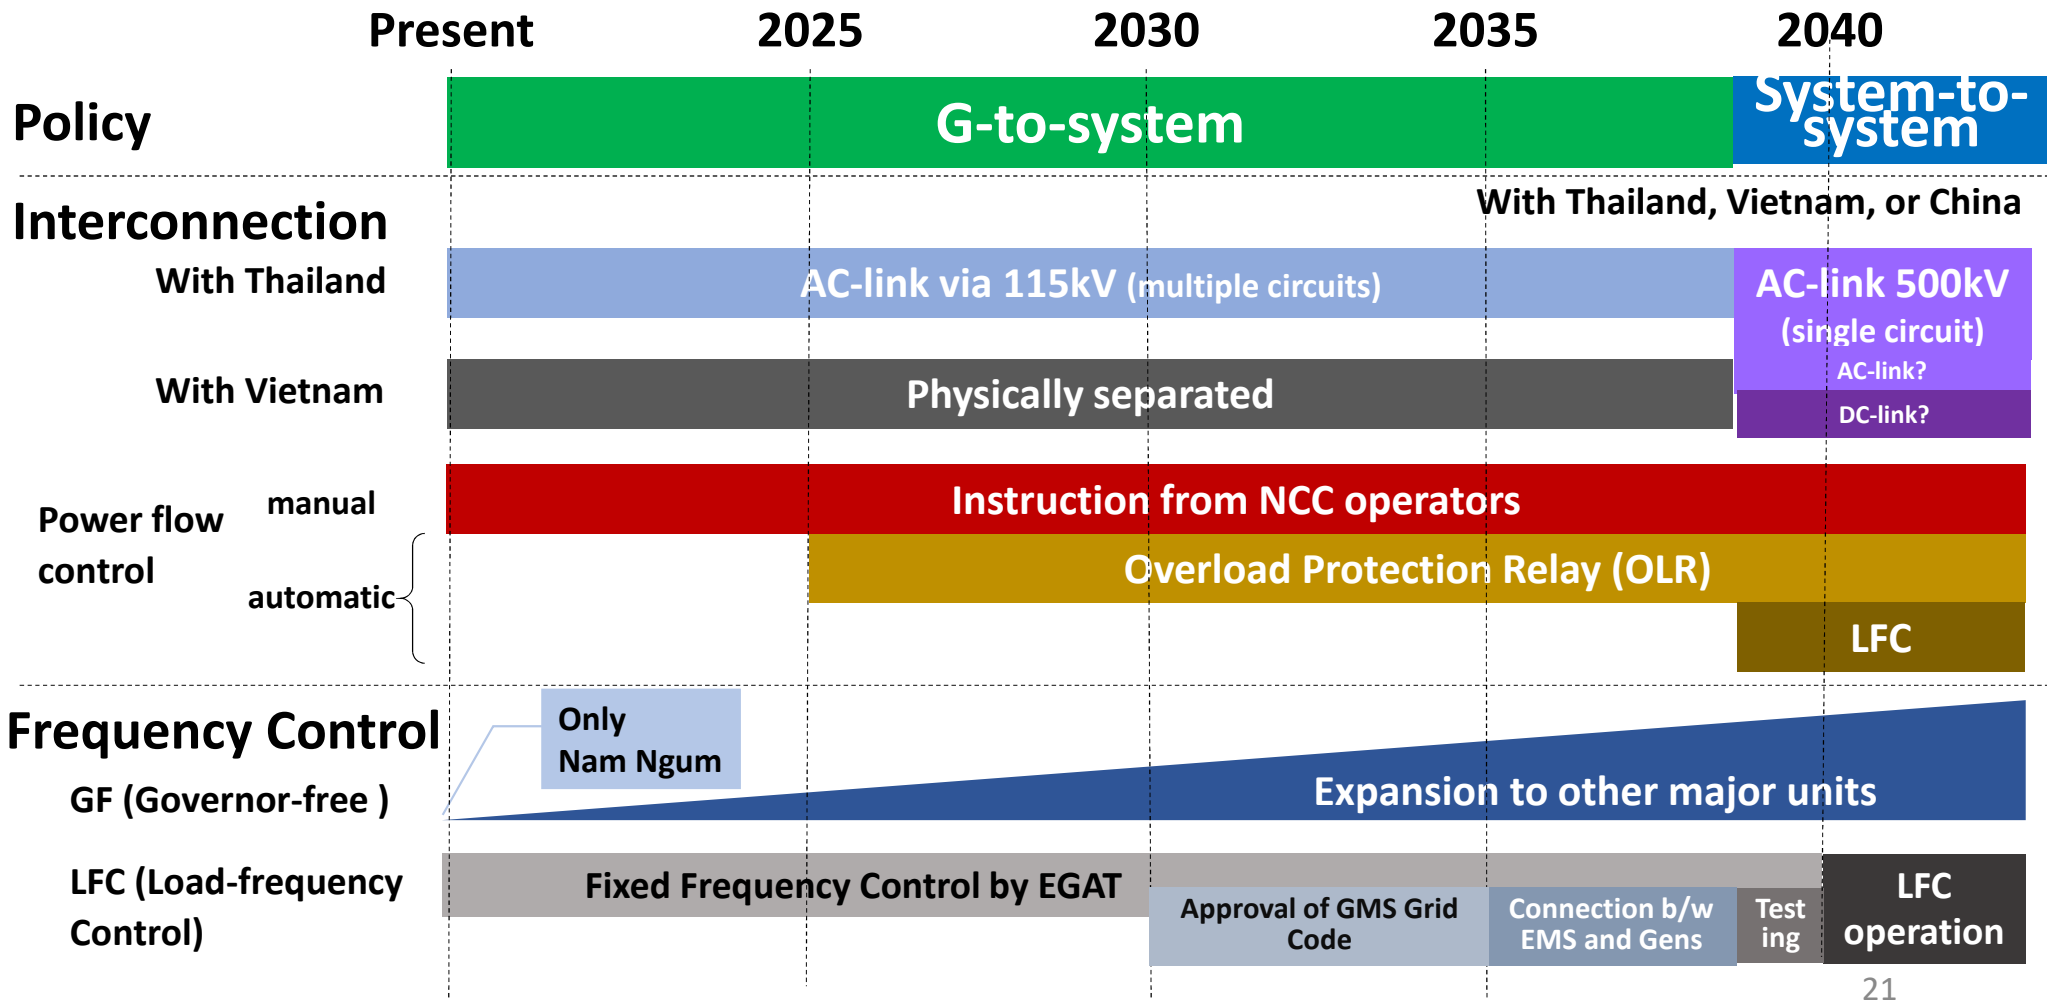 Present 2025 2030 2035 2040
Policy
G-to-system
System-to-
system
Interconnection
With Thailand, Vietnam, or China
With Thailand
AC-link via 115kV (multiple circuits)
AC-link 500kV
(single circuit)
With Vietnam
Physically separated
AC-link?
DC-link?
Power flow
control
manual
Instruction from NCC operators
automatic
Overload Protection Relay (OLR)
LFC
Frequency Control
Only
Nam Ngum
GF (Governor-free )
Expansion to other major units
LFC (Load-frequency
Control)
Fixed Frequency Control by EGAT
Approval of GMS Grid
Code
Connection b/w
EMS and Gens
Test
ing
LFC
operation
21